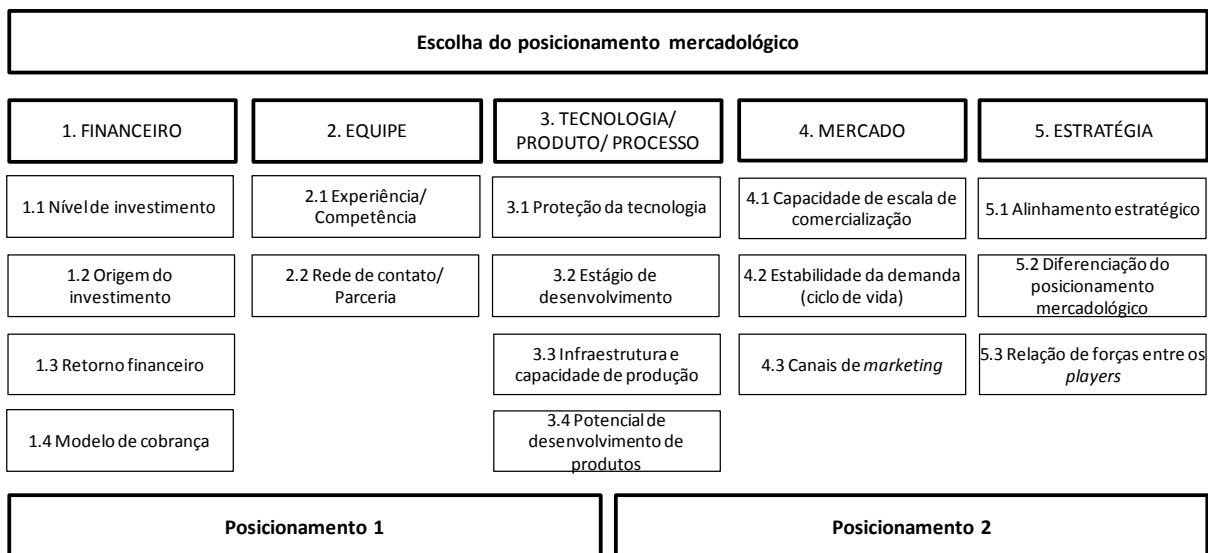 Escolha do posicionamento mercadológico
1. FINANCEIRO
2. EQUIPE
3. TECNOLOGIA/
PRODUTO/ PROCESSO
4. MERCADO
5. ESTRATÉGIA
1.1 Nível de investimento
2.1 Experiência/
Competência
3.1 Proteção da tecnologia
4.1 Capacidade de escala de
comercialização
5.1 Alinhamento estratégico
1.2 Origem do
investimento
2.2 Rede de contato/
Parceria
3.2 Estágio de
desenvolvimento
4.2 Estabilidade da demanda
(ciclo de vida)
5.2 Diferenciação do
posicionamento
mercadológico
1.3 Retorno financeiro
3.3 Infraestrutura e
capacidade de produção
4.3 Canais de marketing
5.3 Relação de forças entre os
players
1.4 Modelo de cobrança
3.4 Potencial de
desenvolvimento de
produtos
Posicionamento 1
Posicionamento 2